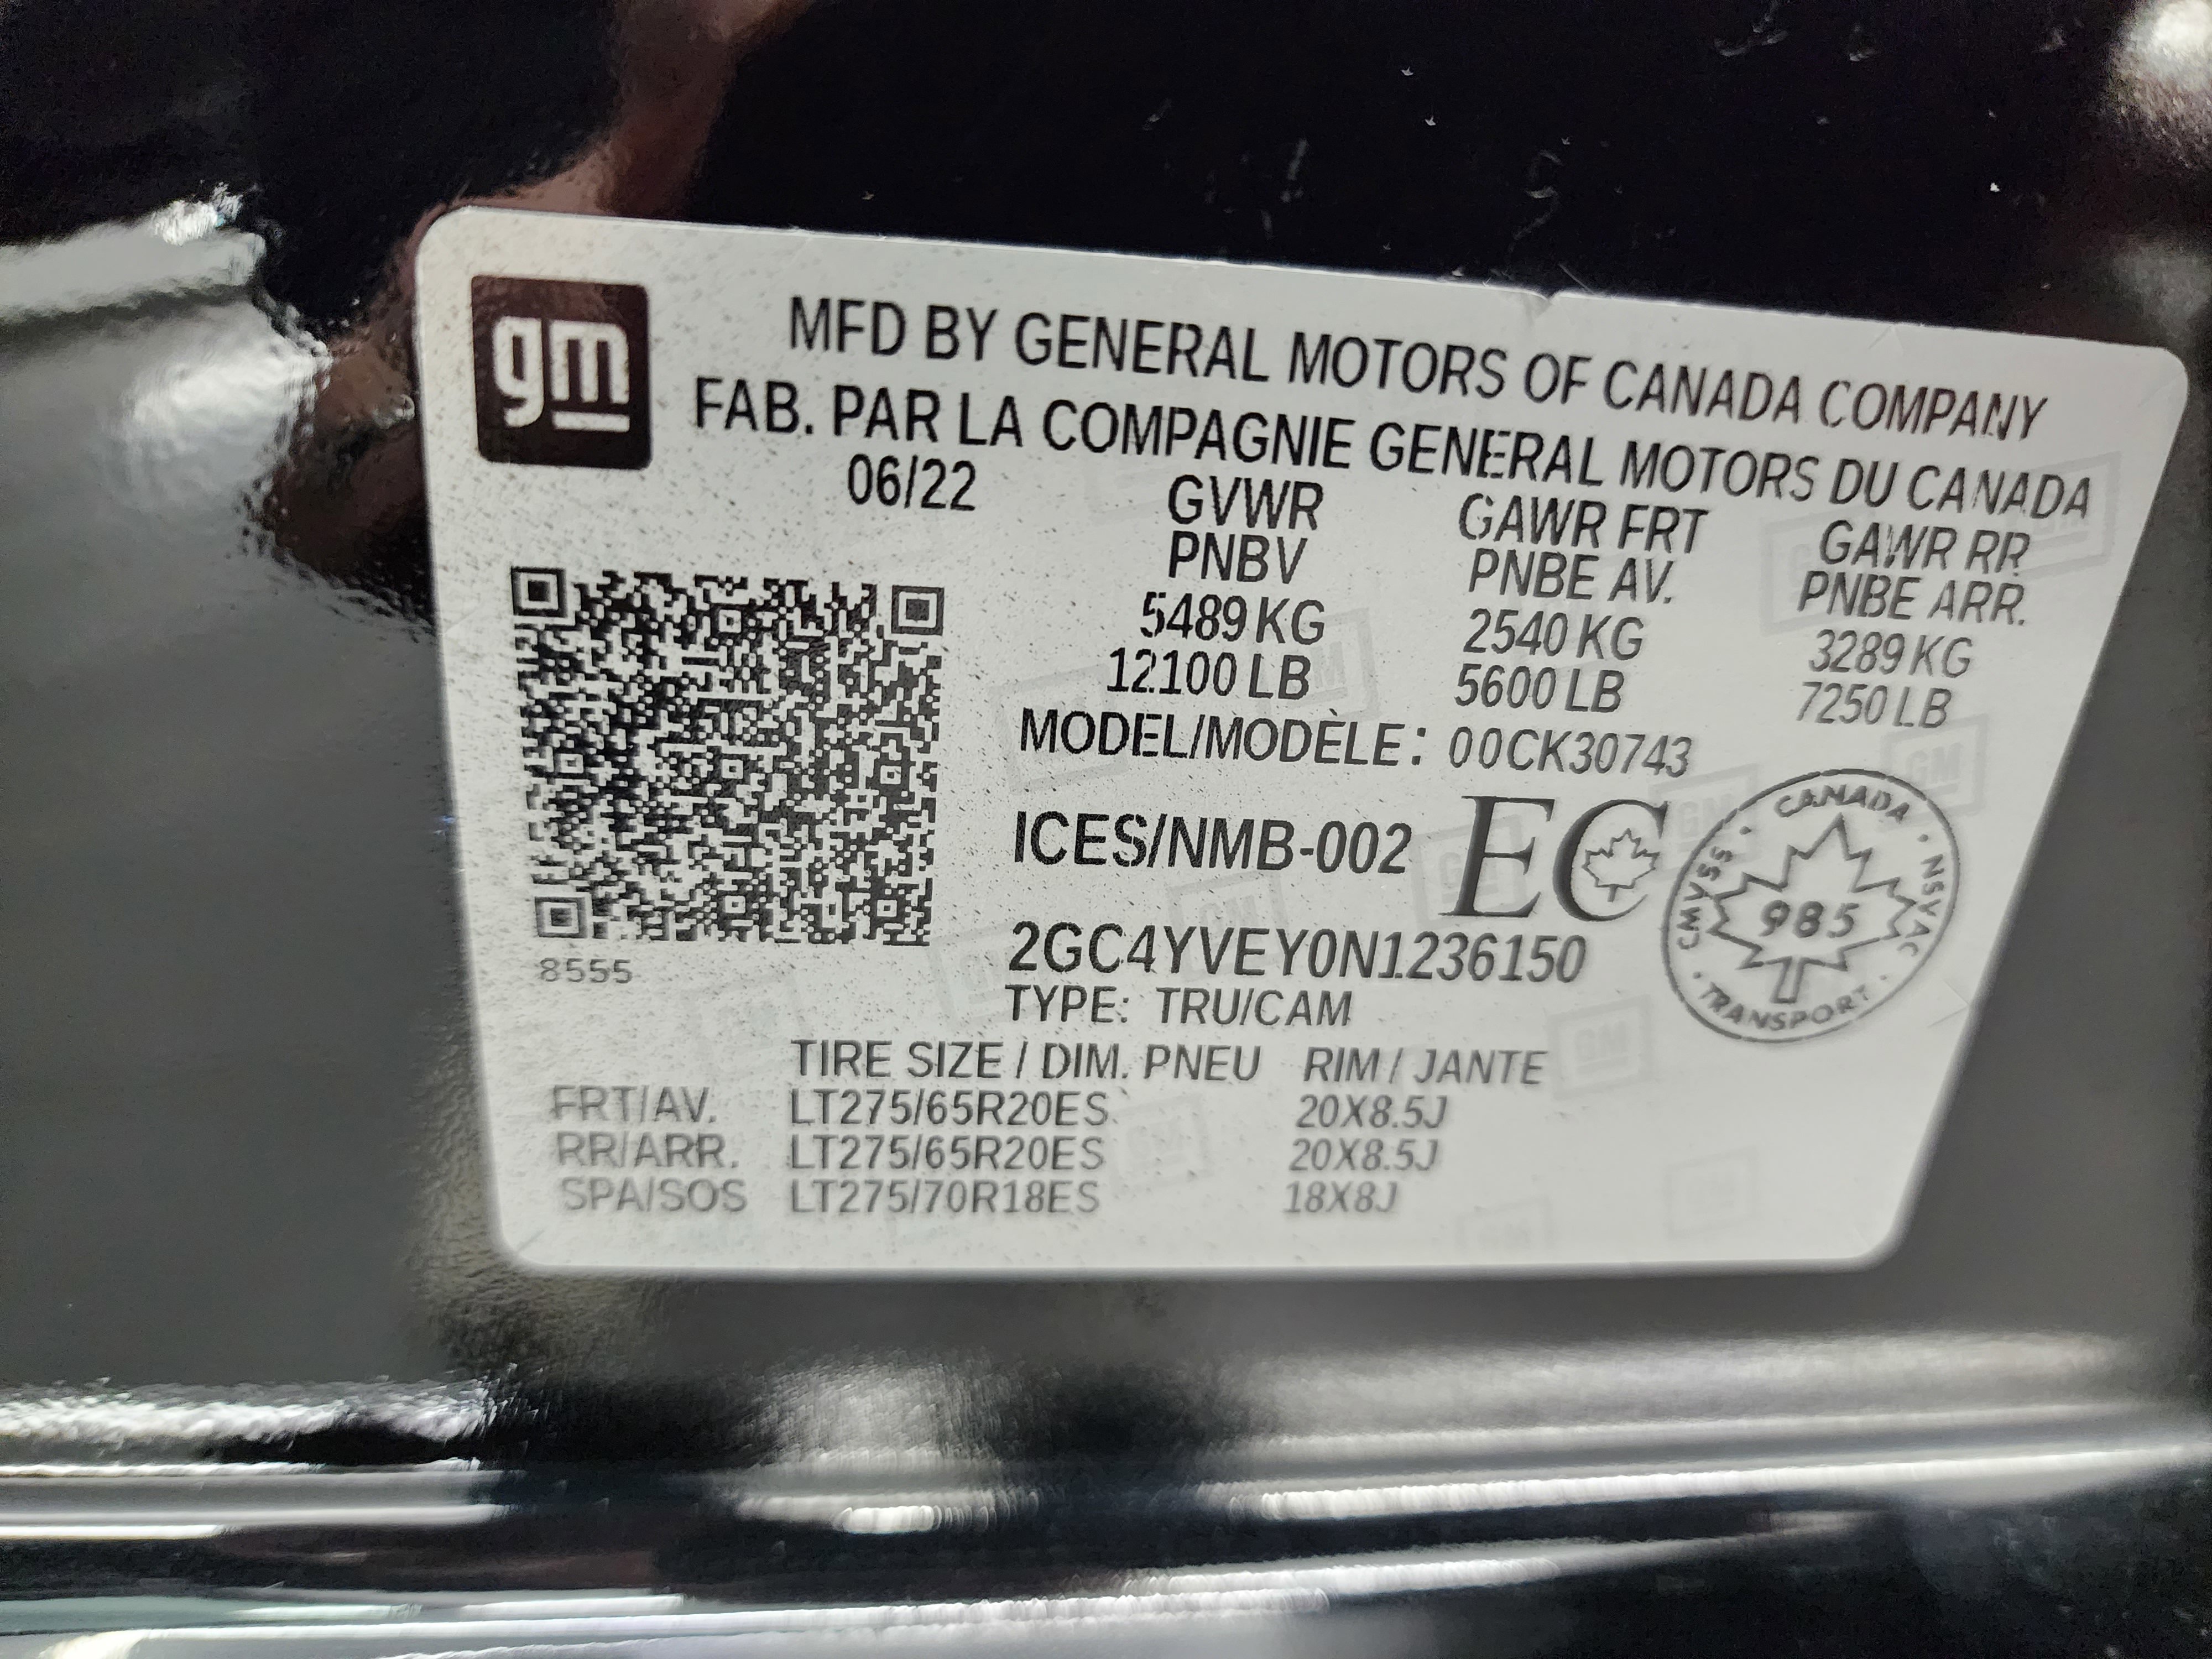 gm
MFD BY GENERAL MOTORS OF CANADA COMPANY
FAB. PAR LA COMPAGNIE GENERAL MOTORS DU CANADA
06/22
GVWR GAWR FRT GAWR RR
PNBV PNBE AV. PNBE ARR.
5489 KG 2540 KG 3289 KG
12100 LB 5600 LB 7250 LB
MODEL/MODÈLE: 00CK30743
ICES/NMB-002 EC
CANADA · NSVAC · TRANSPORT · CMVSS ·
985
2GC4YVEY0N1236150
8555
TYPE: TRU/CAM
TIRE SIZE / DIM. PNEU RIM / JANTE
FRT/AV. LT275/65R20ES 20X8.5J
RR/ARR. LT275/65R20ES 20X8.5J
SPA/SOS LT275/70R18ES 18X8J